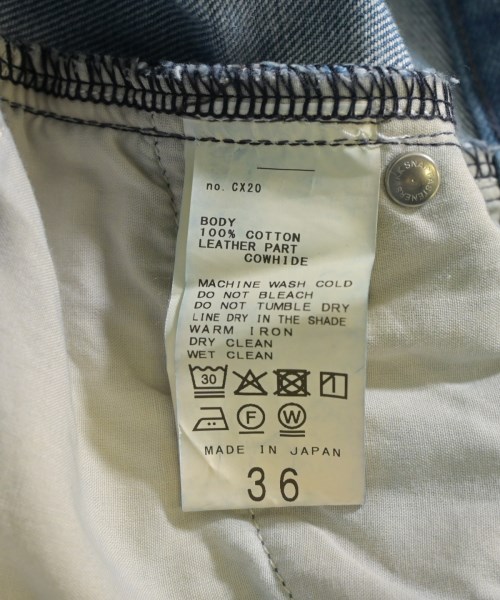 no. CX20
BODY
100% COTTON
LEATHER PART
COWHIDE
MACHINE WASH COLD
DO NOT BLEACH
DO NOT TUMBLE DRY
LINE DRY IN THE SHADE
WARM IRON
DRY CLEAN
WET CLEAN
30
F W
MADE IN JAPAN
36